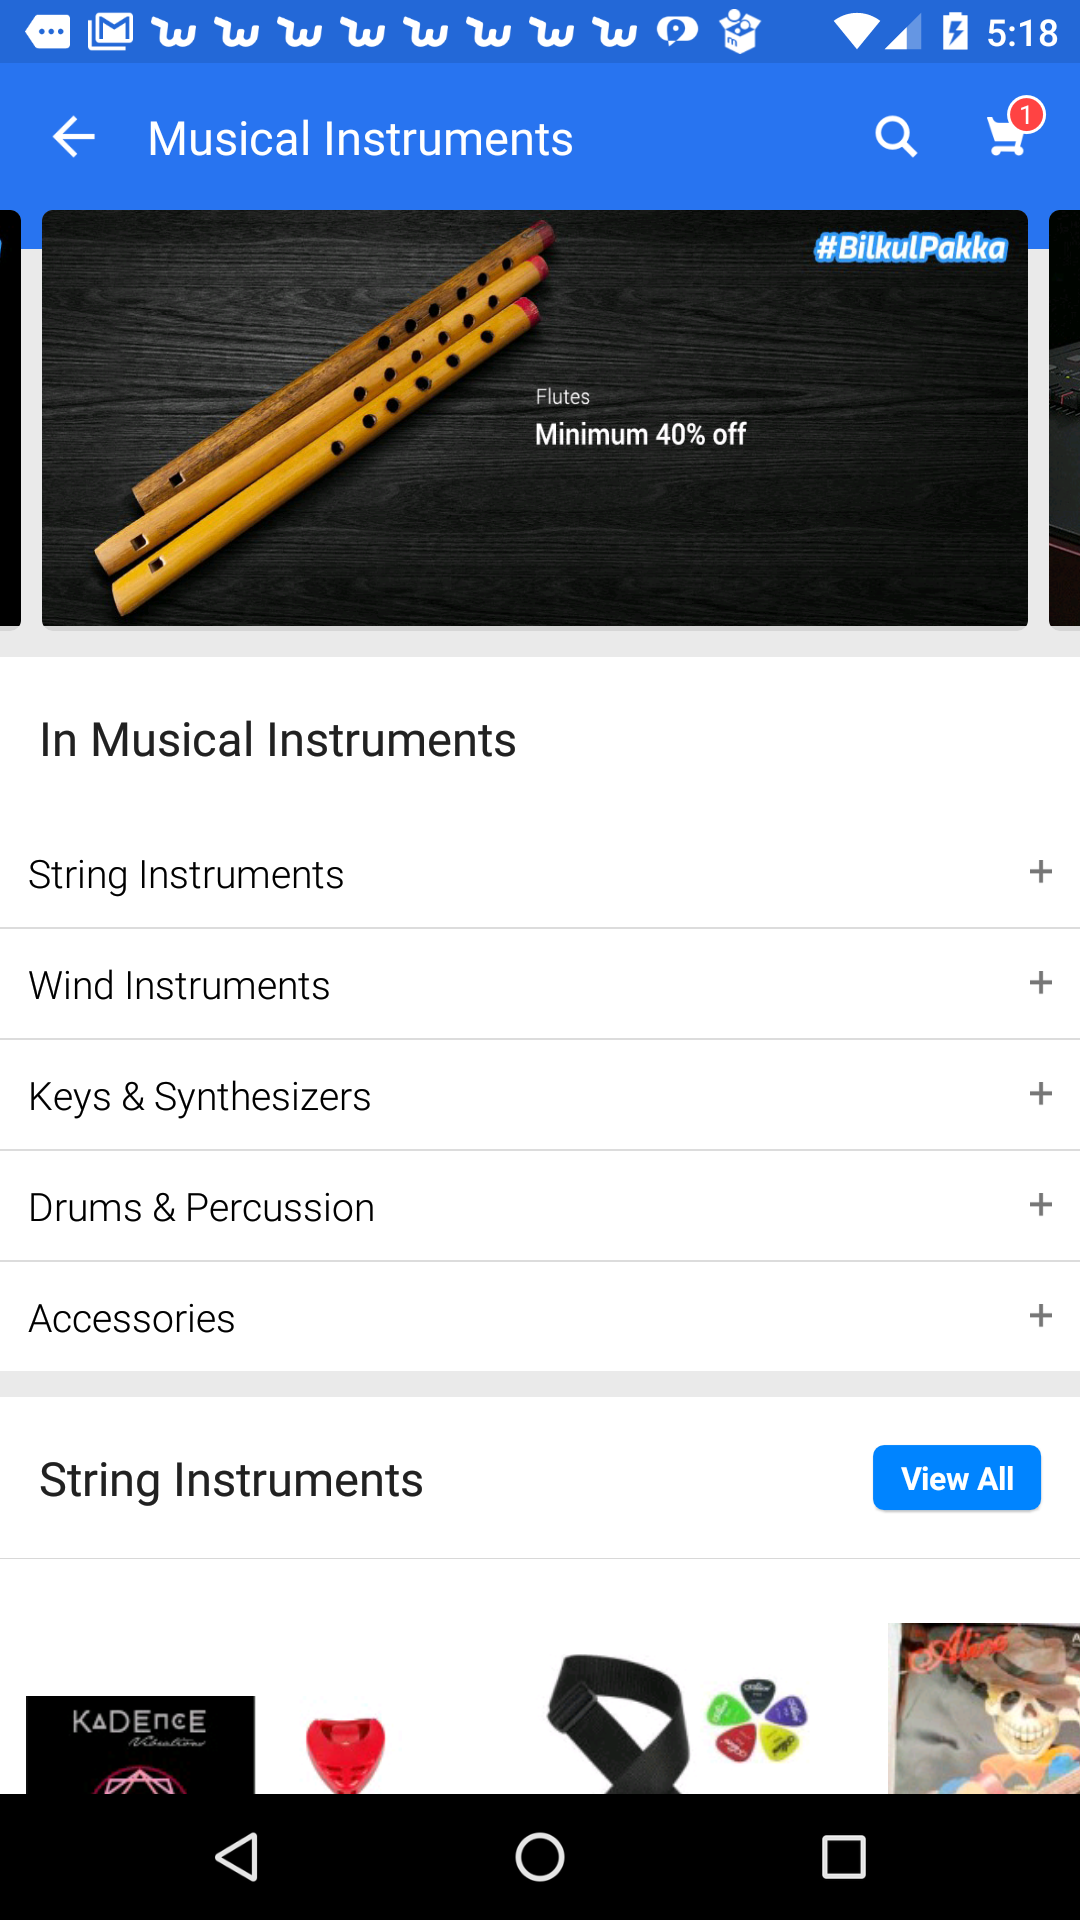 5:18
Musical Instruments
1
#BilkulPakka
Flutes
Minimum 40% off
In Musical Instruments
String Instruments
Wind Instruments
Keys & Synthesizers
Drums & Percussion
Accessories
String Instruments
View All
KADENCE
Vibrations
Alice